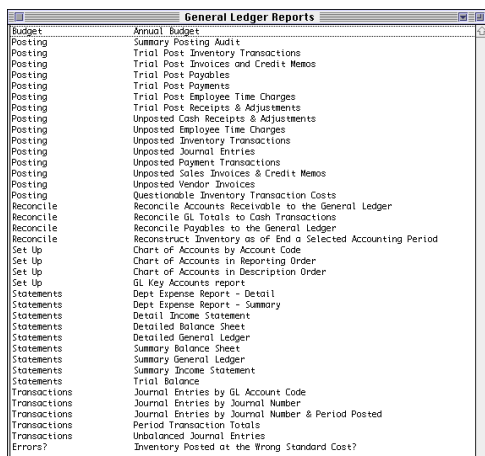 General Ledger Reports
Budget Annual Budget
Posting Summary Posting Audit
Posting Trial Post Inventory Transactions
Posting Trial Post Invoices and Credit Memos
Posting Trial Post Payables
Posting Trial Post Payments
Posting Trial Post Employee Time Charges
Posting Trial Post Receipts & Adjustments
Posting Unposted Cash Receipts & Adjustments
Posting Unposted Employee Time Charges
Posting Unposted Inventory Transactions
Posting Unposted Journal Entries
Posting Unposted Payment Transactions
Posting Unposted Sales Invoices & Credit Memos
Posting Unposted Vendor Invoices
Posting Questionable Inventory Transaction Costs
Reconcile Reconcile Accounts Receivable to the General Ledger
Reconcile Reconcile GL Totals to Cash Transactions
Reconcile Reconcile Payables to the General Ledger
Reconcile Reconstruct Inventory as of End a Selected Accounting Period
Set Up Chart of Accounts by Account Code
Set Up Chart of Accounts in Reporting Order
Set Up Chart of Accounts in Description Order
Set Up GL Key Accounts report
Statements Dept Expense Report - Detail
Statements Dept Expense Report - Summary
Statements Detail Income Statement
Statements Detailed Balance Sheet
Statements Detailed General Ledger
Statements Summary Balance Sheet
Statements Summary General Ledger
Statements Summary Income Statement
Statements Trial Balance
Transactions Journal Entries by GL Account Code
Transactions Journal Entries by Journal Number
Transactions Journal Entries by Journal Number & Period Posted
Transactions Period Transaction Totals
Transactions Unbalanced Journal Entries
Errors? Inventory Posted at the Wrong Standard Cost?